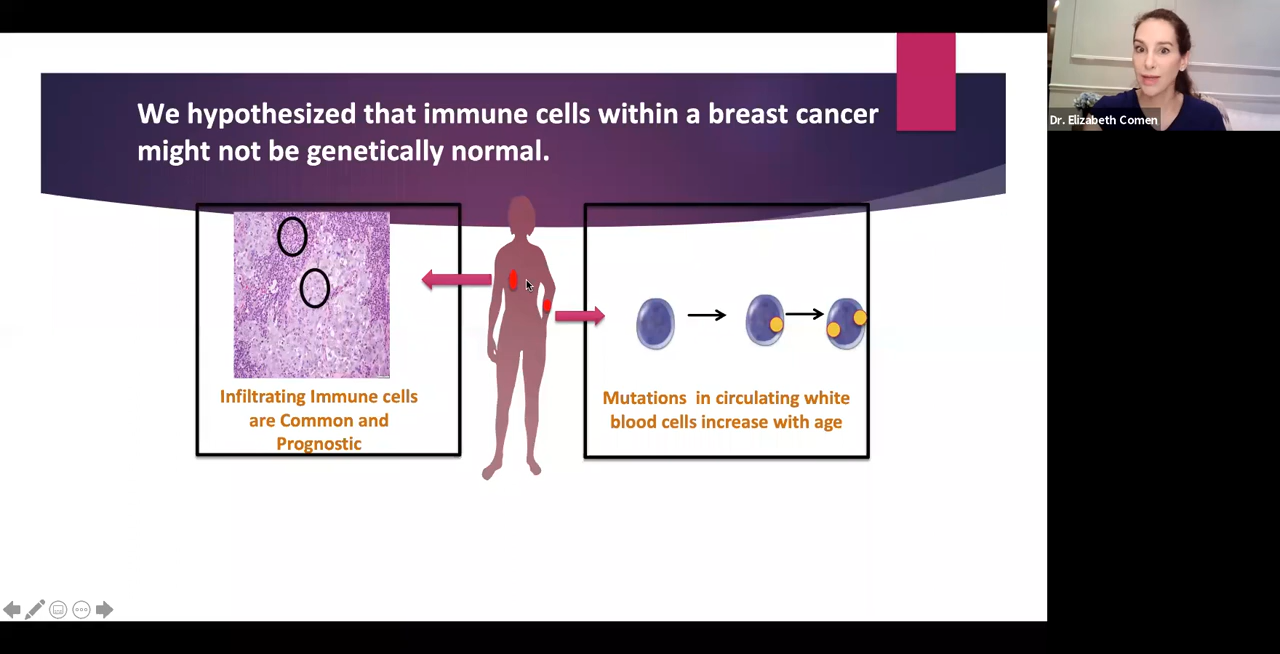 We hypothesized that immune cells within a breast cancer
might not be genetically normal.
Dr. Elizabeth Comen
Infiltrating Immune cells
are Common and
Prognostic
Mutations in circulating white
blood cells increase with age